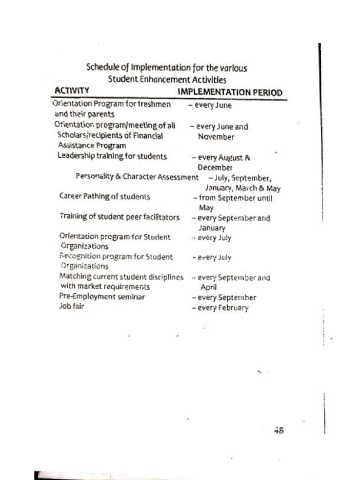 Schedule of Implementation for the various
Student Enhancement Activities
ACTIVITY IMPLEMENTATION PERIOD
Orientation Program for freshmen – every June
and their parents
Orientation program/meeting of all – every June and
Scholars/recipients of Financial November
Assistance Program
Leadership training for students – every August &
December
Personality & Character Assessment – July, September,
January, March & May
Career Pathing of students – from September until
May
Training of student peer facilitators – every September and
January
Orientation program for Student – every July
Organizations
Recognition program for Student – every July
Organizations
Matching current student disciplines – every September and
with market requirements April
Pre-Employment seminar – every September
Job fair – every February
48